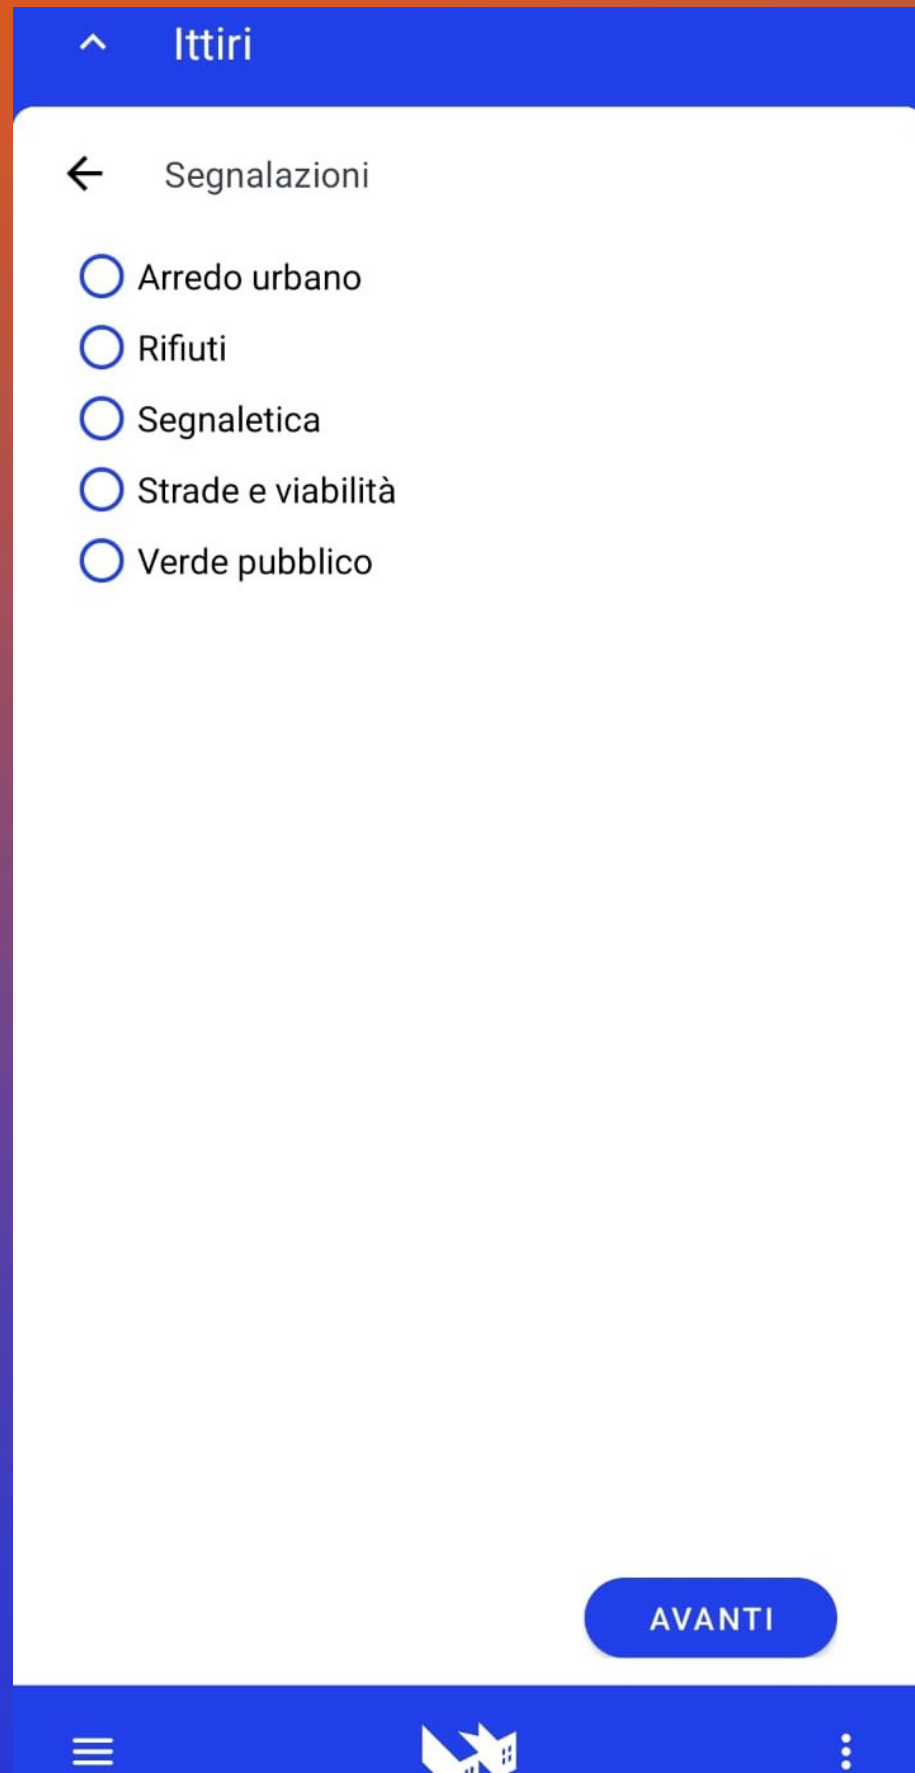 Ittiri
Segnalazioni
Arredo urbano
Rifiuti
Segnaletica
Strade e viabilità
Verde pubblico
AVANTI